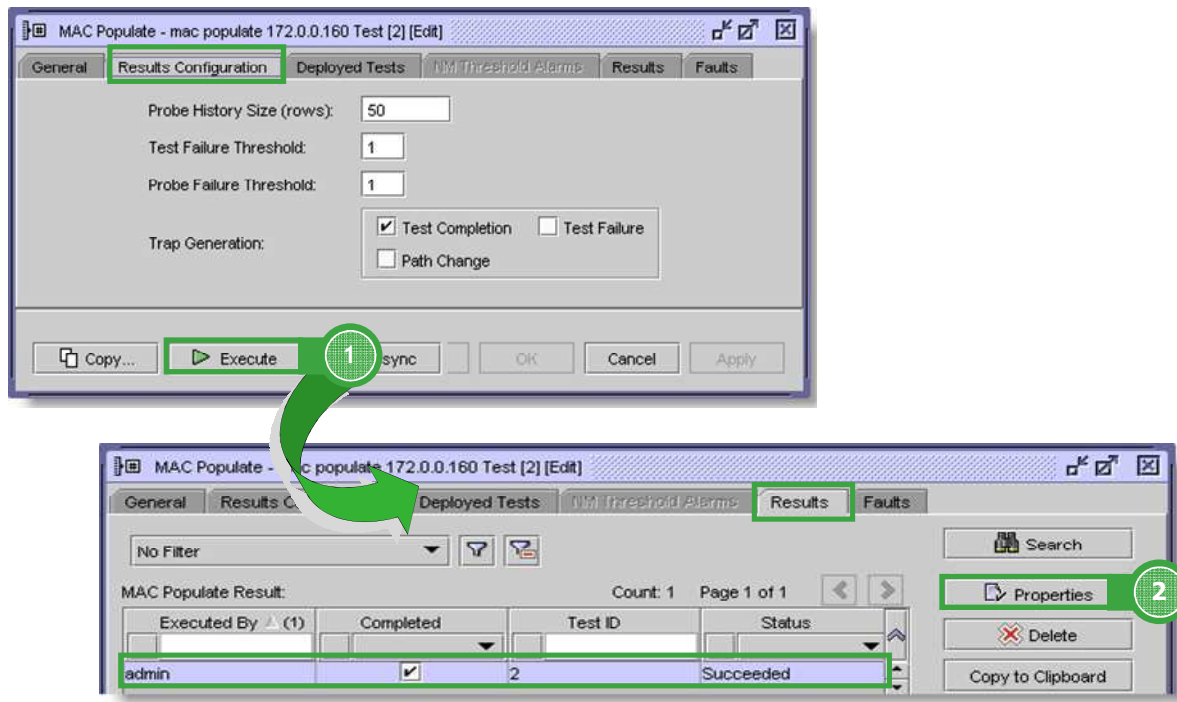 MAC Populate - mac populate 172.0.0.160 Test [2] [Edit]
General Results Configuration Deployed Tests NM Threshold Alarms Results Faults
Probe History Size (rows): 50
Test Failure Threshold: 1
Probe Failure Threshold: 1
Trap Generation: Test Completion Test Failure
Path Change
Copy... Execute 1 sync OK Cancel Apply
MAC Populate - c populate 172.0.0.160 Test [2] [Edit]
General Results C Deployed Tests NM Threshold Alarms Results Faults
No Filter
Search
MAC Populate Result: Count: 1 Page 1 of 1
Properties 2
Executed By (1) Completed Test ID Status
Delete
admin 2 Succeeded
Copy to Clipboard